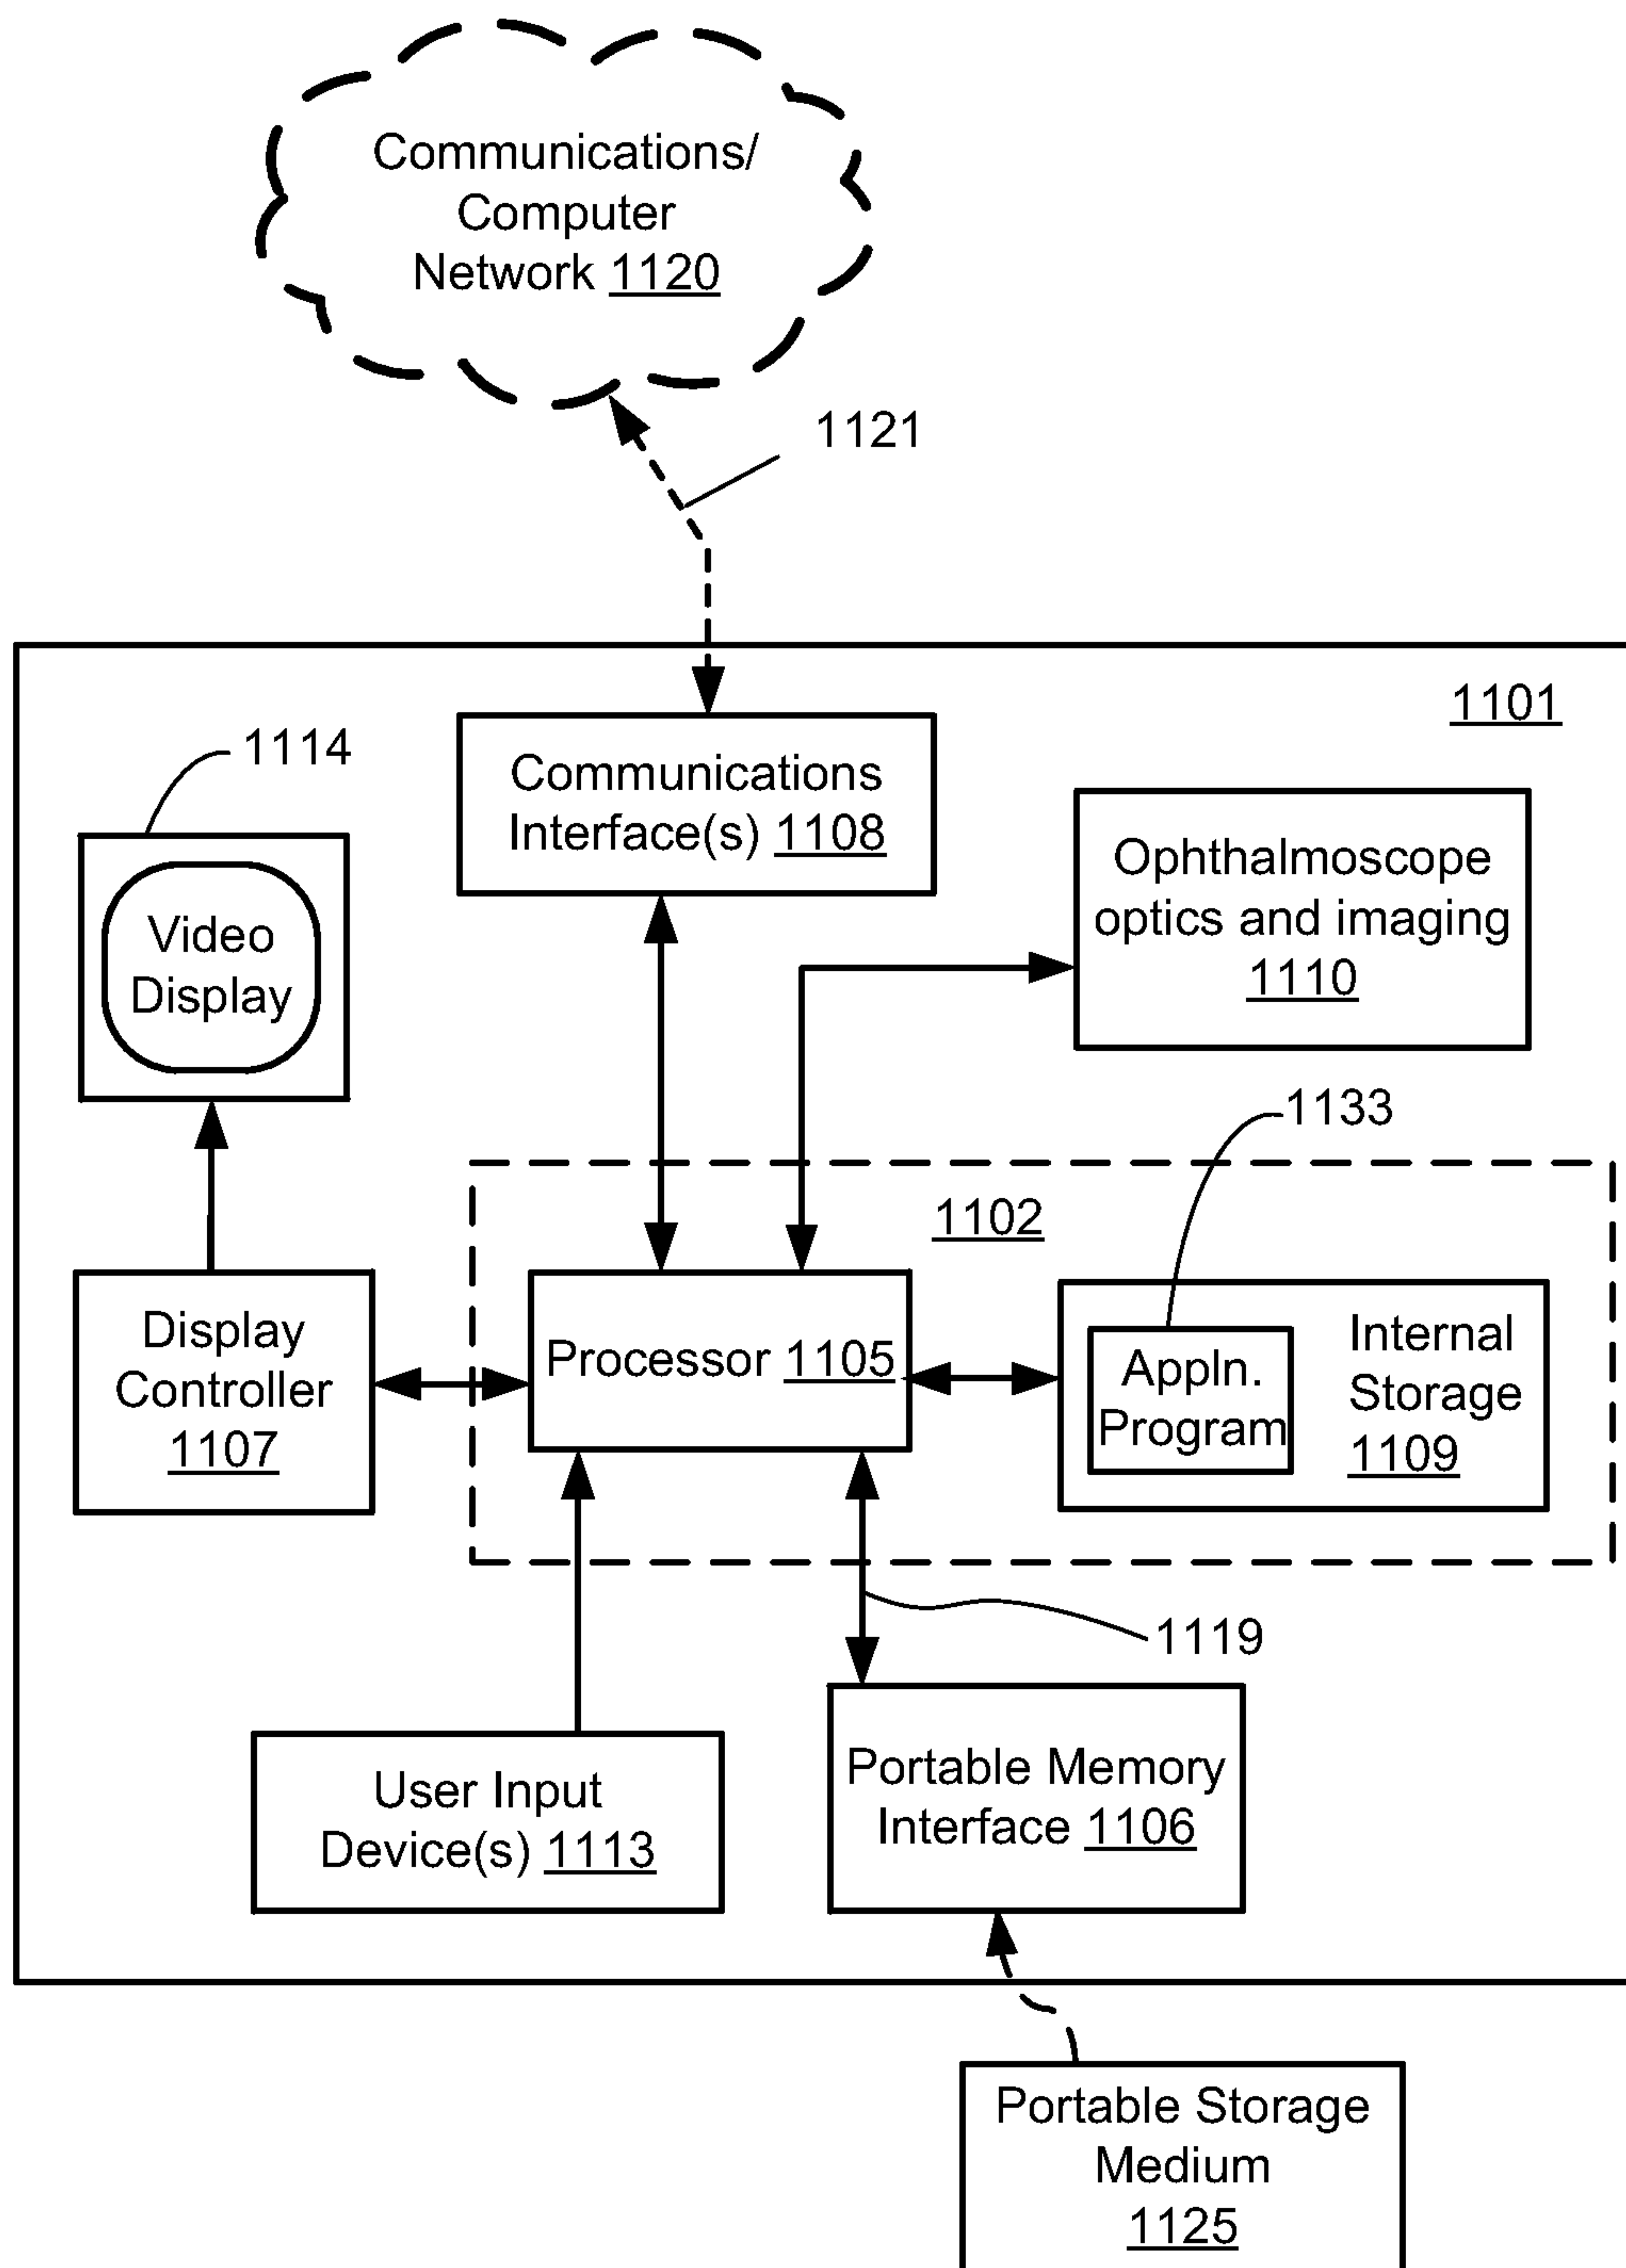 Communications/
Computer
Network 1120
1121
1101
1114
Communications
Interface(s) 1108
Ophthalmoscope
optics and imaging
1110
Video
Display
1133
1102
Display
Controller
1107
Processor 1105
Appln.
Program
Internal
Storage
1109
1119
User Input
Device(s) 1113
Portable Memory
Interface 1106
Portable Storage
Medium
1125